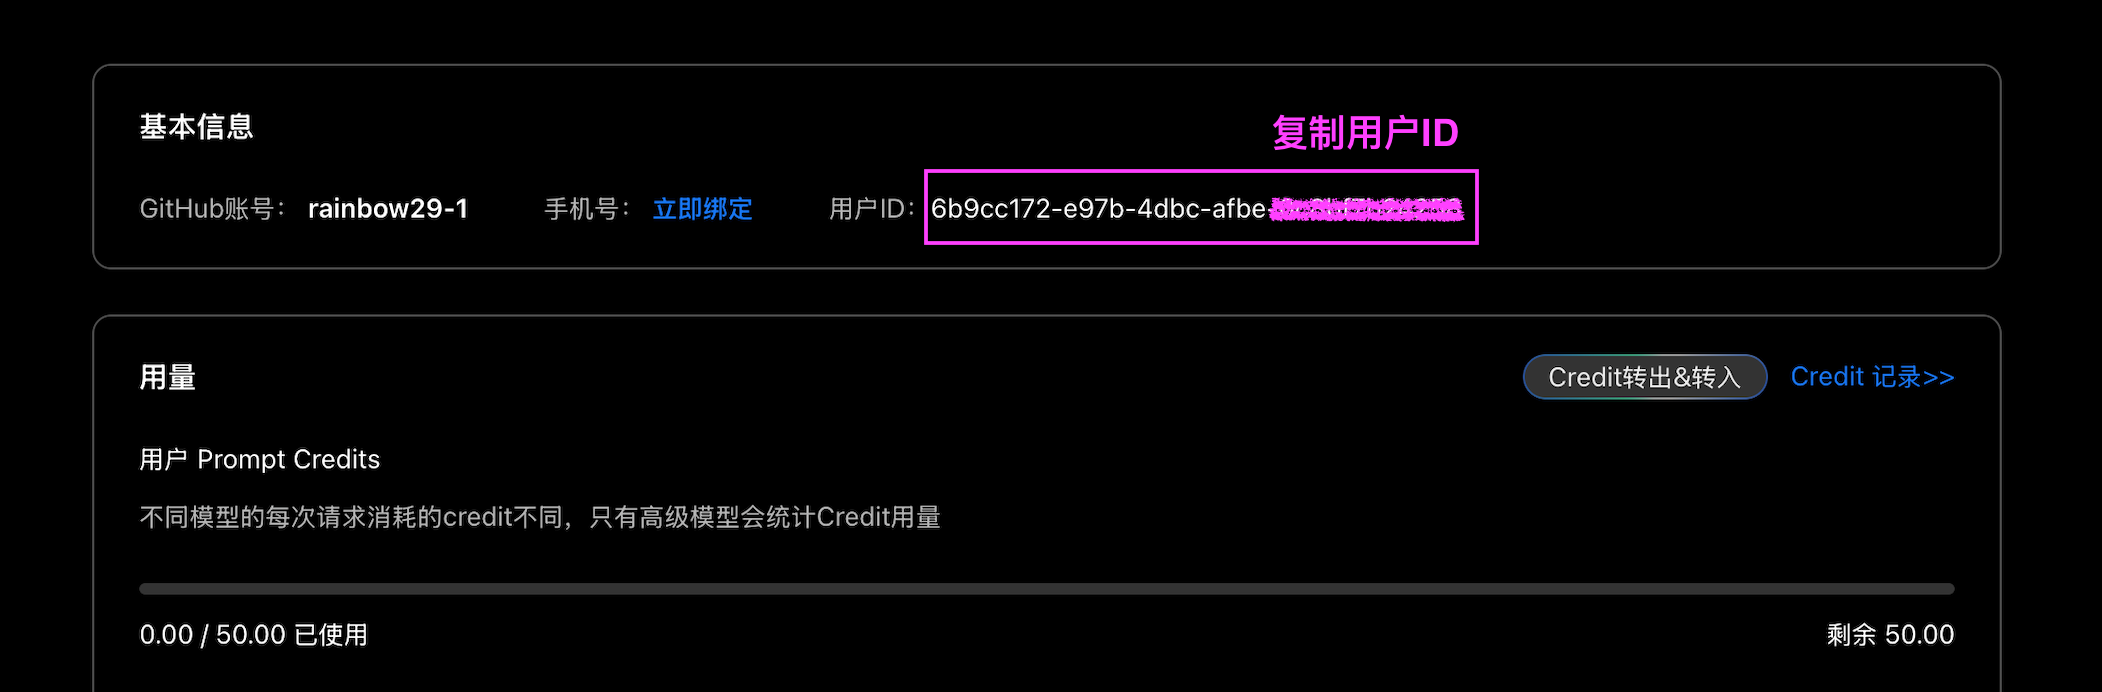 基本信息
复制用户ID
GitHub账号： rainbow29-1 手机号： 立即绑定 用户ID： 6b9cc172-e97b-4dbc-afbe-
用量
Credit转出&转入 Credit 记录>>
用户 Prompt Credits
不同模型的每次请求消耗的credit不同，只有高级模型会统计Credit用量
0.00 / 50.00 已使用
剩余 50.00